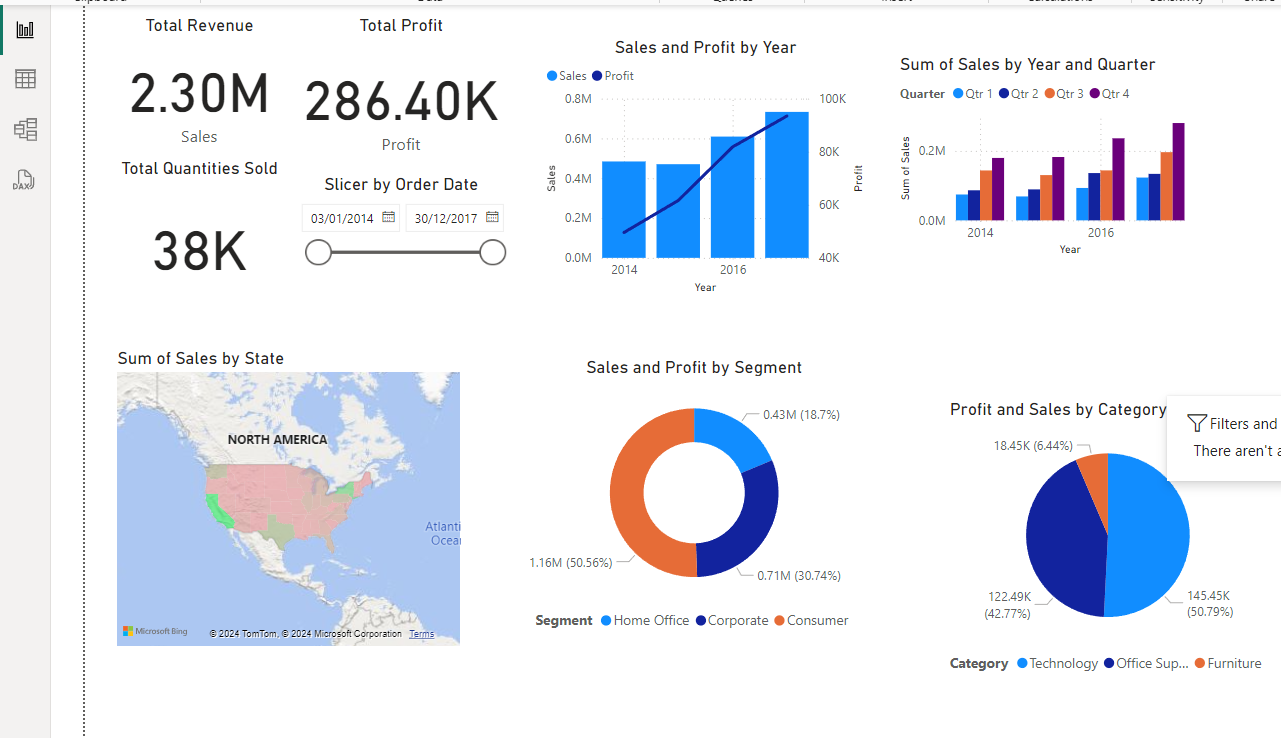 Total Revenue
2.30M
Sales
Total Profit
286.40K
Profit
Total Quantities Sold
38K
Slicer by Order Date
03/01/2014 30/12/2017
Sales and Profit by Year
Sales Profit
0.8M
0.6M
0.4M
0.2M
0.0M
Sales
100K
80K
60K
40K
Profit
2014 2016
Year
Sum of Sales by Year and Quarter
Quarter Qtr 1 Qtr 2 Qtr 3 Qtr 4
0.2M
0.0M
Sum of Sales
2014 2016
Year
Sum of Sales by State
NORTH AMERICA
Atlanti
Ocean
Microsoft Bing
© 2024 TomTom, © 2024 Microsoft Corporation Terms
Sales and Profit by Segment
0.43M (18.7%)
1.16M (50.56%)
0.71M (30.74%)
Segment Home Office Corporate Consumer
Profit and Sales by Category
18.45K (6.44%)
122.49K
(42.77%)
145.45K
(50.79%)
Category Technology Office Sup... Furniture
Filters and
There aren't a
DAX